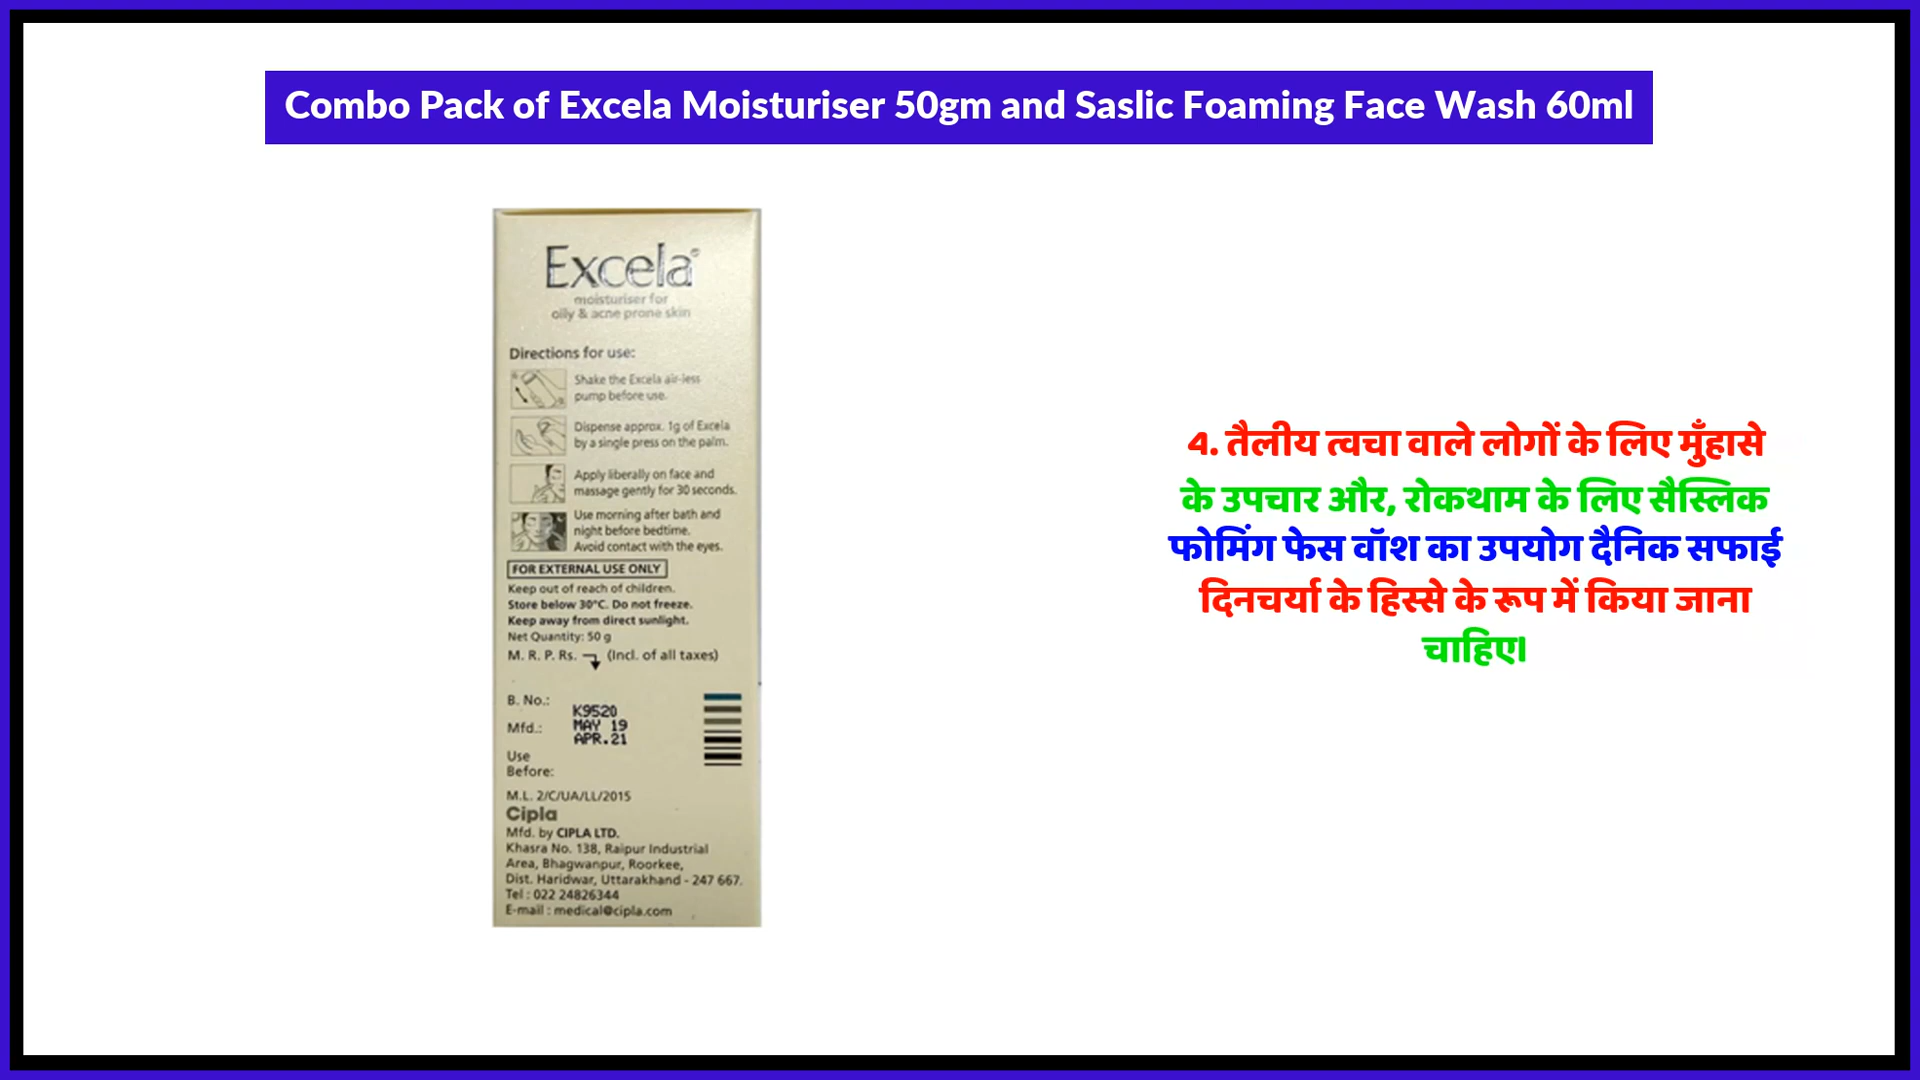 Combo Pack of Excela Moisturiser 50gm and Saslic Foaming Face Wash 60ml
Excela®
moisturiser for
oily & acne prone skin
Directions for use:
Shake the Excela air-less
pump before use.
Dispense approx. 1g of Excela
by a single press on the palm.
Apply liberally on face and
massage gently for 30 seconds.
Use morning after bath and
night before bedtime.
Avoid contact with the eyes.
FOR EXTERNAL USE ONLY
Keep out of reach of children.
Store below 30°C. Do not freeze.
Keep away from direct sunlight.
Net Quantity: 50 g
M. R. P. Rs. (Incl. of all taxes)
B. No.:
K9520
Mfd.: MAY 19
APR.21
Use
Before:
M.L. 2/C/UA/LL/2015
Cipla
Mfd. by CIPLA LTD.
Khasra No. 138, Raipur Industrial
Area, Bhagwanpur, Roorkee,
Dist. Haridwar, Uttarakhand - 247 667.
Tel : 022 24826344
E-mail : medical@cipla.com
4. तैलीय त्वचा वाले लोगों के लिए मुँहासे
के उपचार और, रोकथाम के लिए सैस्लिक
फोमिंग फेस वॉश का उपयोग दैनिक सफाई
दिनचर्या के हिस्से के रूप में किया जाना
चाहिए।